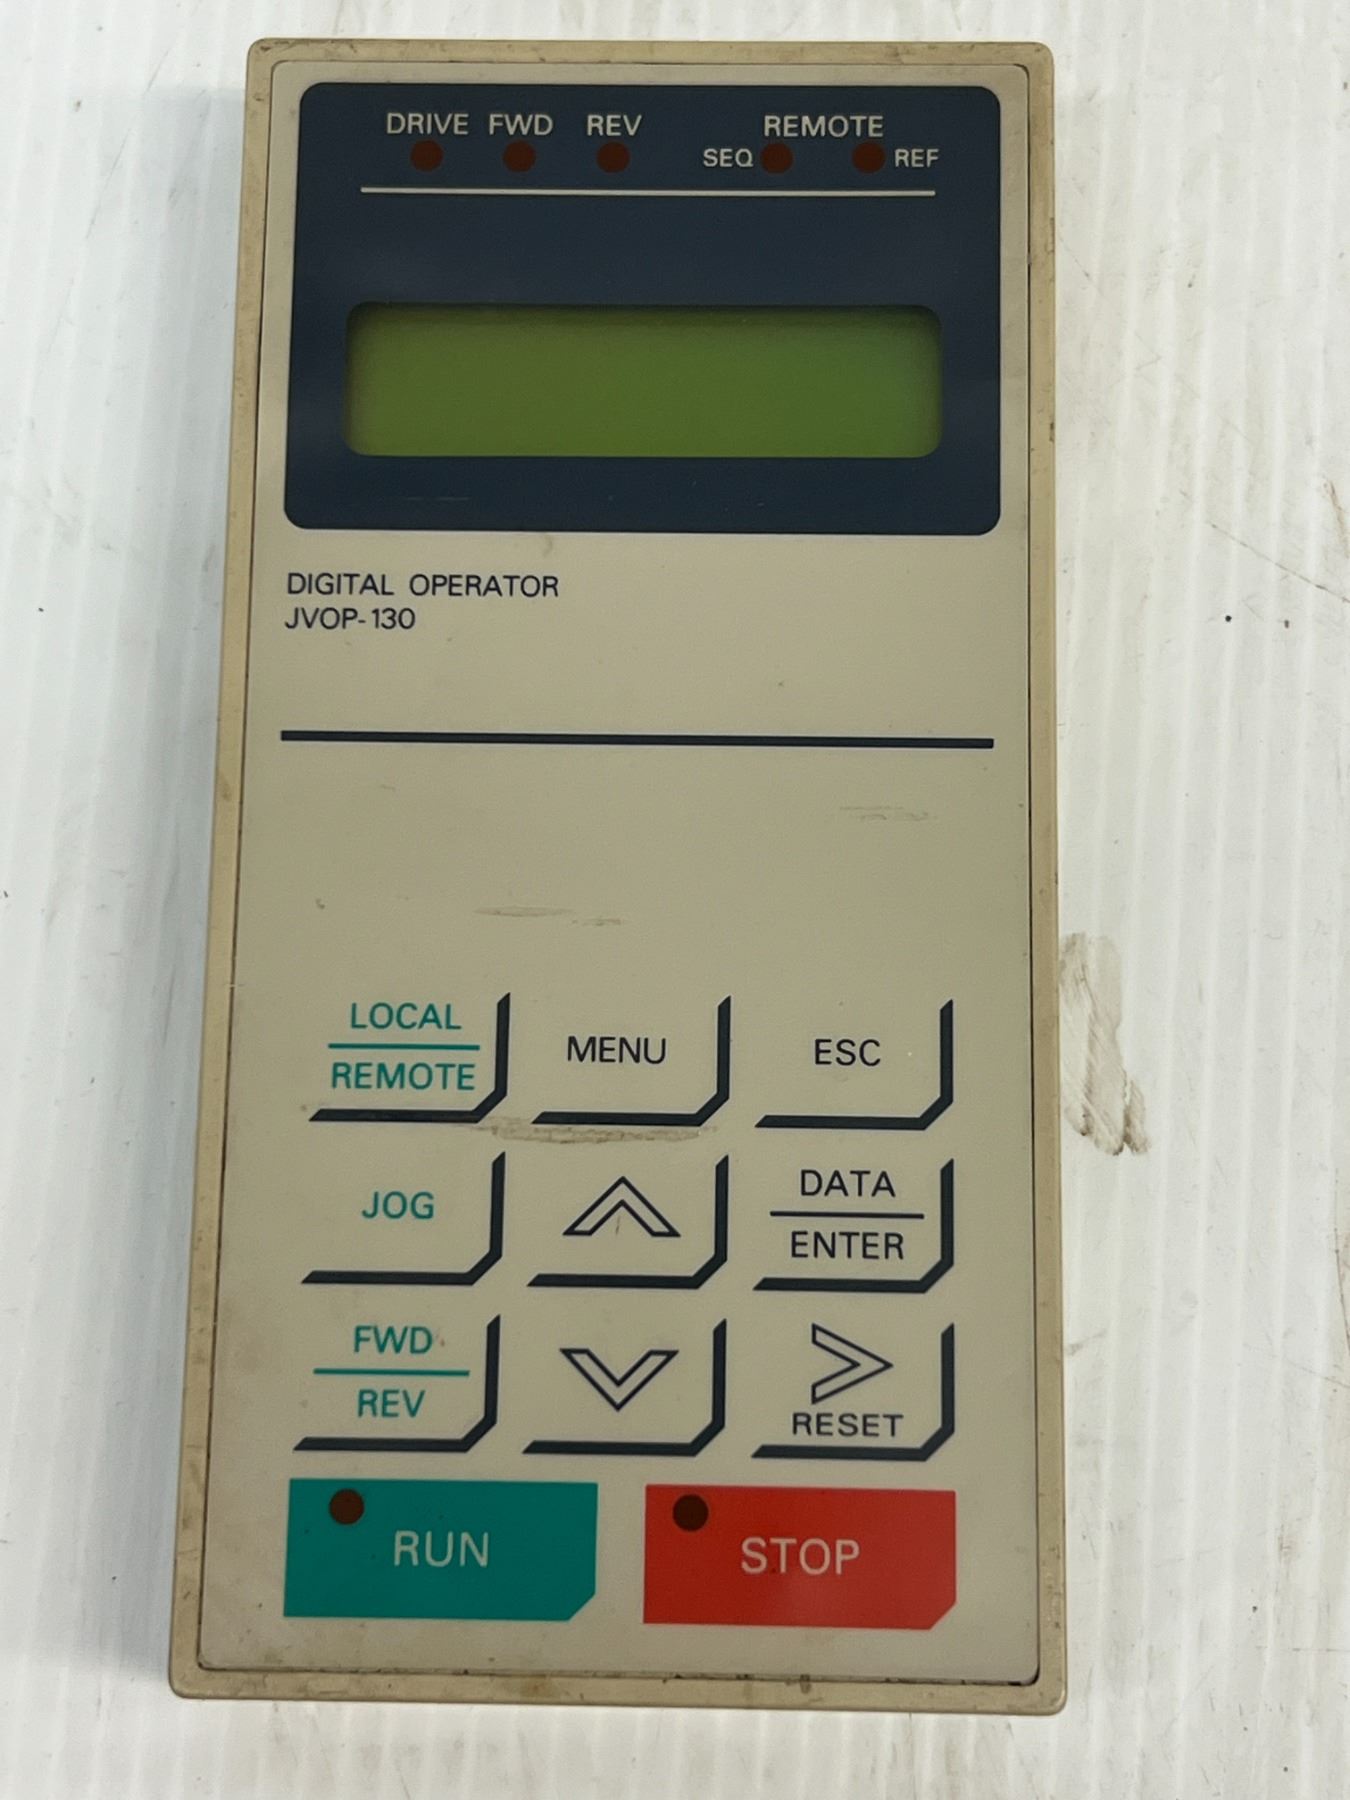 DRIVE FWD REV REMOTE
SEQ REF
DIGITAL OPERATOR
JVOP-130
LOCAL
REMOTE
MENU
ESC
JOG
DATA
ENTER
FWD
REV
RESET
RUN
STOP